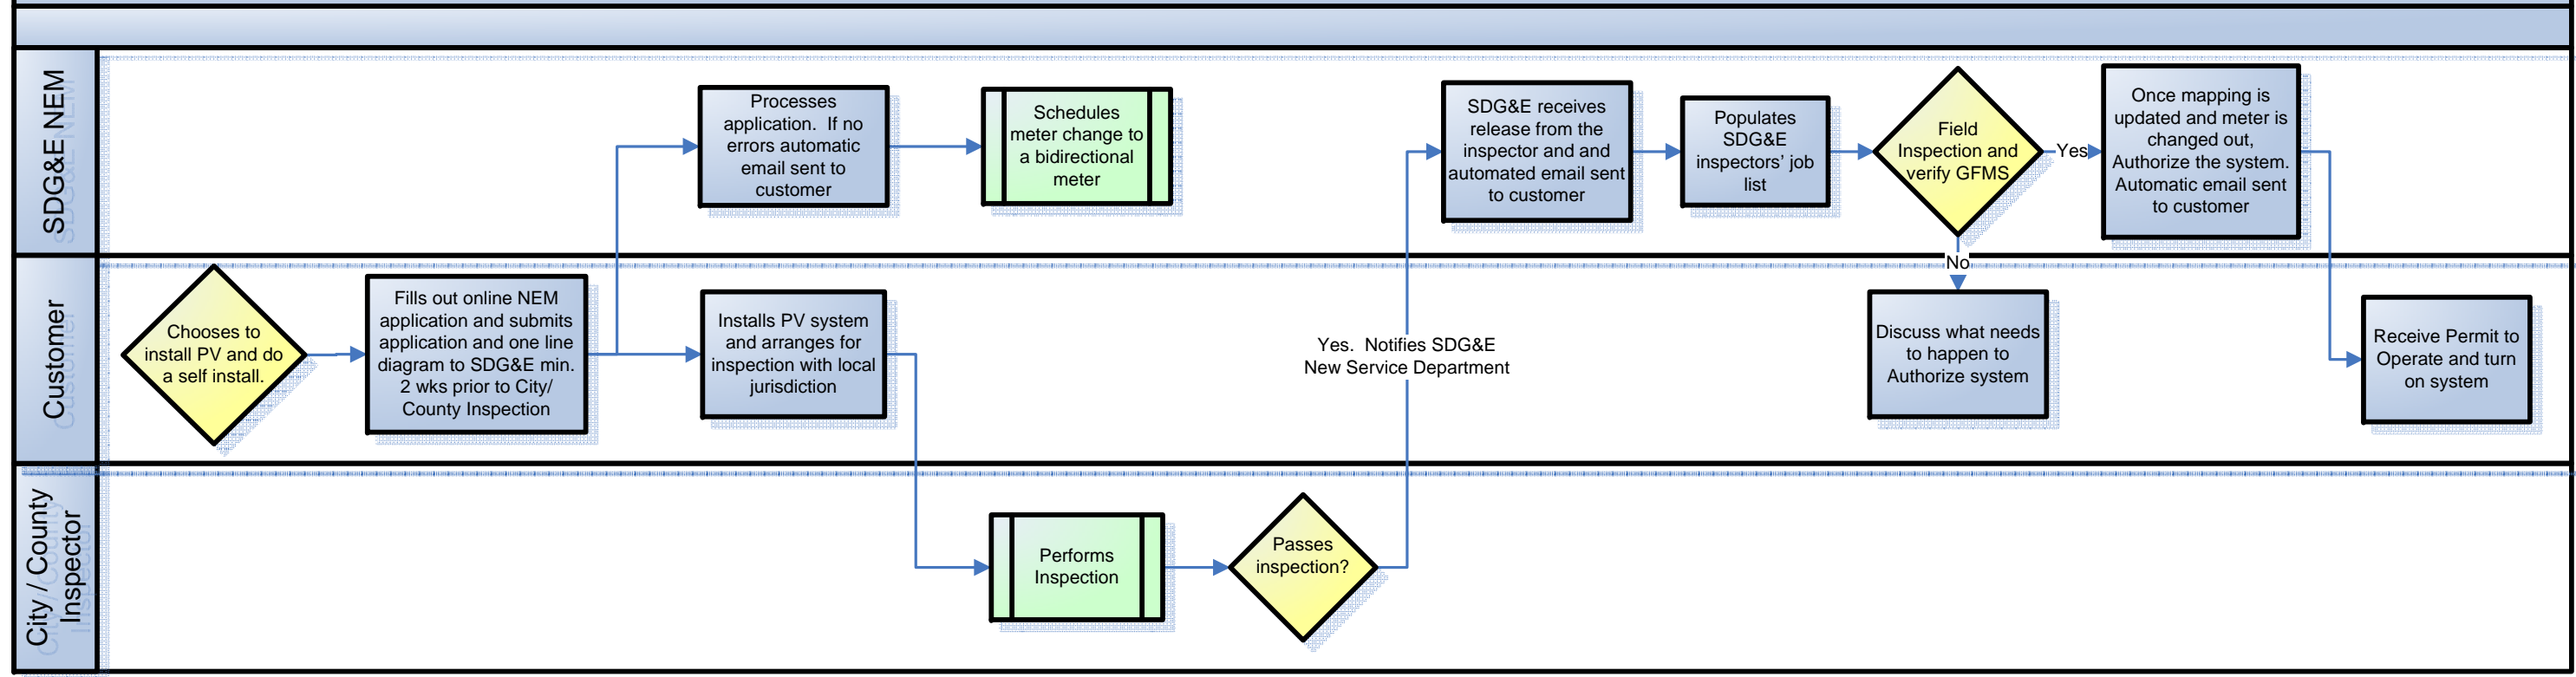 SDG&E NEM
Processes
application.  If no
errors automatic
email sent to
customer
Schedules
meter change to
a bidirectional
meter
SDG&E receives
release from the
inspector and and
automated email sent
to customer
Populates
SDG&E
inspectors’ job
list
Field
Inspection and
verify GFMS
Yes
Once mapping is
updated and meter is
changed out,
Authorize the system.
Automatic email sent
to customer
No
Customer
Chooses to
install PV and do
a self install.
Fills out online NEM
application and submits
application and one line
diagram to SDG&E min.
2 wks prior to City/
County Inspection
Installs PV system
and arranges for
inspection with local
jurisdiction
Yes.  Notifies SDG&E
New Service Department
Discuss what needs
to happen to
Authorize system
Receive Permit to
Operate and turn
on system
City / County
Inspector
Performs
Inspection
Passes
inspection?